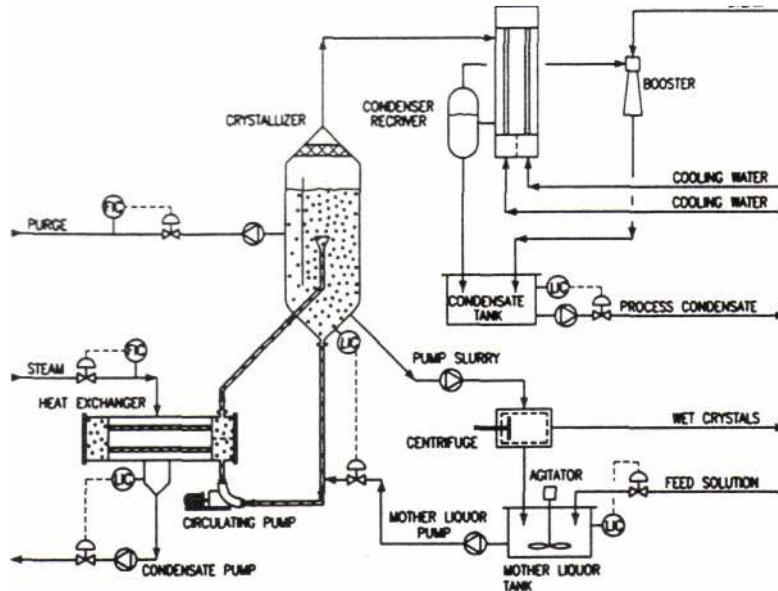 BOOSTER
CONDENSER
RECRIVER
CRYSTALLIZER
COOLING WATER
FIC
COOLING WATER
PURGE
LIC
CONDENSATE
TANK
PROCESS CONDENSATE
LIC
FIC
PUMP SLURRY
STEAM
HEAT EXCHANGER
WET CRYSTALS
CENTRIFUGE
AGITATOR
FEED SOLUTION
LIC
LIC
CIRCULATING PUMP
MOTHER LIQUOR
PUMP
CONDENSATE PUMP
MOTHER LIQUOR
TANK